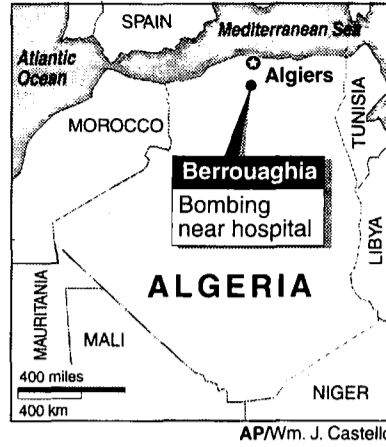 SPAIN
Mediterranean Sea
Atlantic
Ocean
Algiers
MOROCCO
TUNISIA
Berrouaghia
Bombing
near hospital
LIBYA
ALGERIA
MAURITANIA
MALI
400 miles
400 km
NIGER
AP/Wm. J. Castello